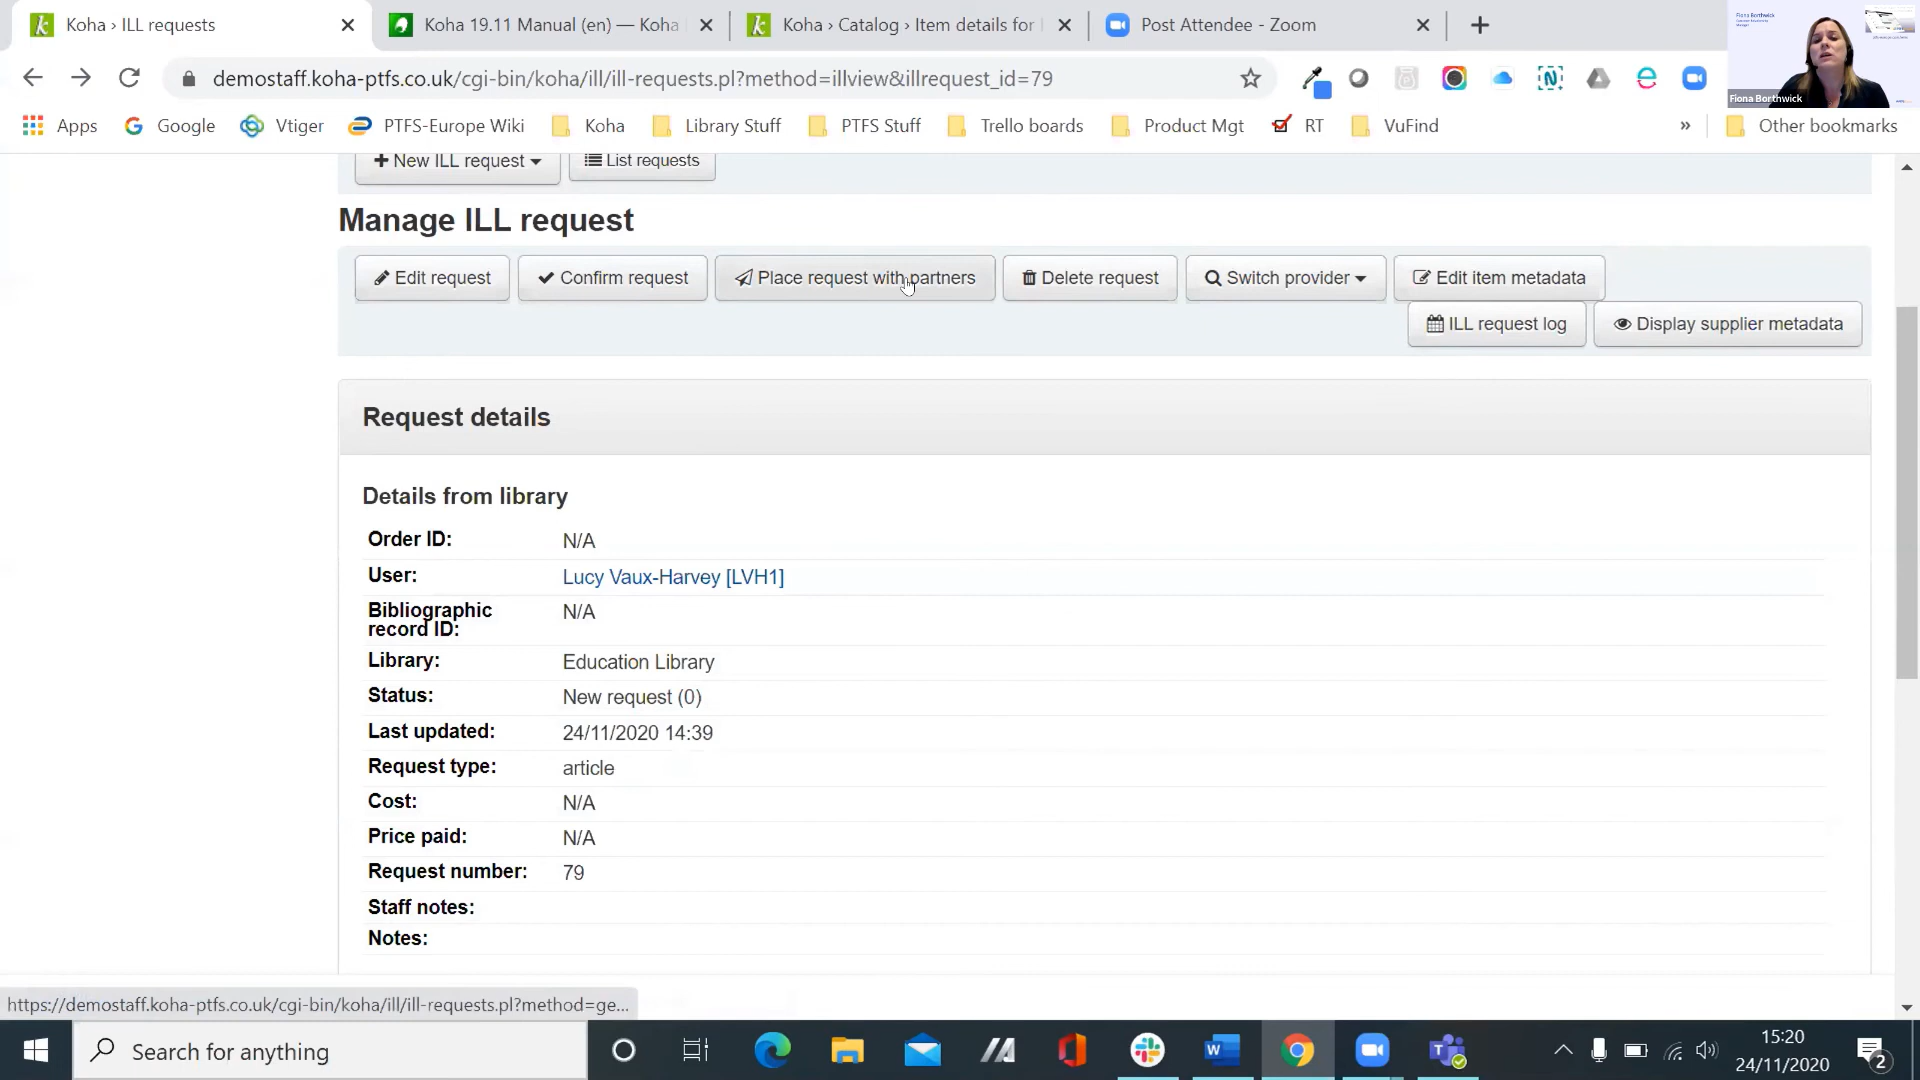 Koha › ILL requests
Koha 19.11 Manual (en) — Koha
Koha › Catalog › Item details for
Post Attendee - Zoom
demostaff.koha-ptfs.co.uk/cgi-bin/koha/ill/ill-requests.pl?method=illview&illrequest_id=79
Fiona Borthwick
Apps
Google
Vtiger
PTFS-Europe Wiki
Koha
Library Stuff
PTFS Stuff
Trello boards
Product Mgt
RT
VuFind
»
Other bookmarks
+ New ILL request
List requests
Manage ILL request
Edit request
Confirm request
Place request with partners
Delete request
Switch provider
Edit item metadata
ILL request log
Display supplier metadata
Request details
Details from library
Order ID: N/A
User: Lucy Vaux-Harvey [LVH1]
Bibliographic
record ID: N/A
Library: Education Library
Status: New request (0)
Last updated: 24/11/2020 14:39
Request type: article
Cost: N/A
Price paid: N/A
Request number: 79
Staff notes:
Notes:
https://demostaff.koha-ptfs.co.uk/cgi-bin/koha/ill/ill-requests.pl?method=ge...
Search for anything
15:20
24/11/2020
2